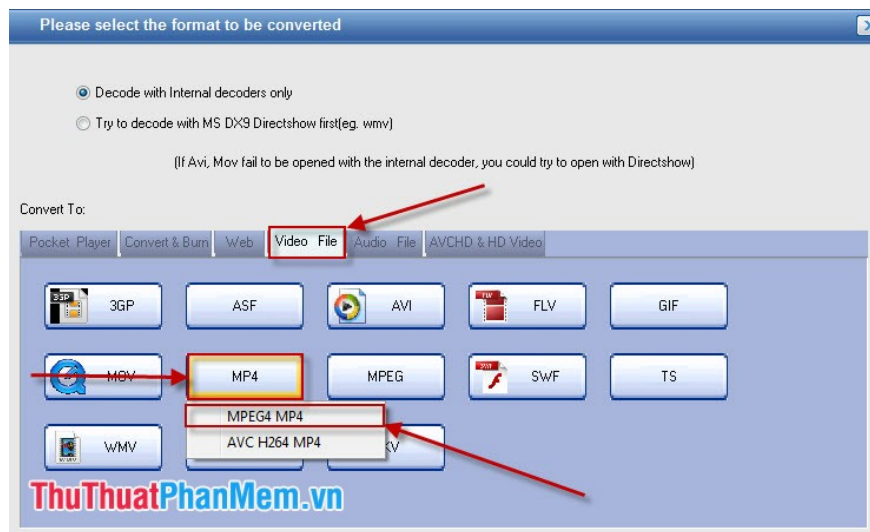 Please select the format to be converted
Decode with Internal decoders only
Try to decode with MS DX9 Directshow first(eg. wmv)
(If Avi, Mov fail to be opened with the internal decoder, you could try to open with Directshow)
Convert To:
Pocket Player Convert & Burn Web Video File Audio File AVCHD & HD Video
3GP 3GP ASF AVI FLV GIF
MOV MP4 MPEG SWF TS
MPEG4 MP4
AVC H264 MP4
WMV KV
ThuThuatPhanMem.vn